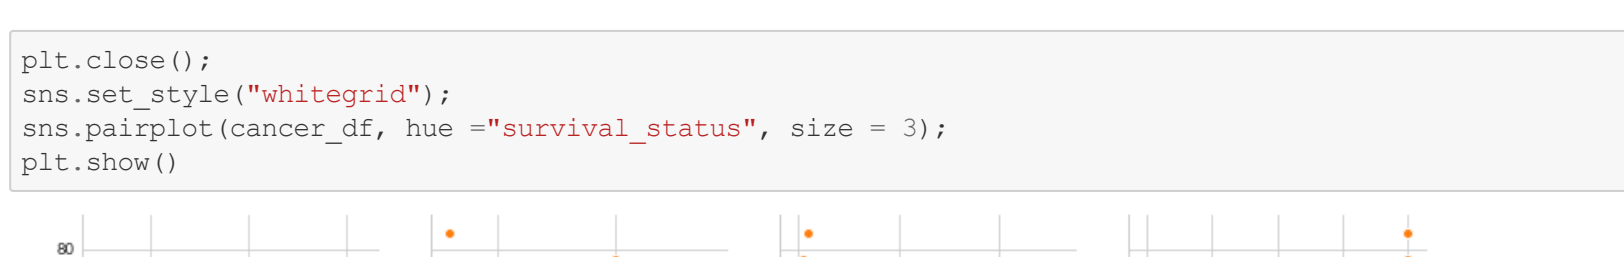 plt.close();
sns.set_style("whitegrid");
sns.pairplot(cancer_df, hue ="survival_status", size = 3);
plt.show()
80